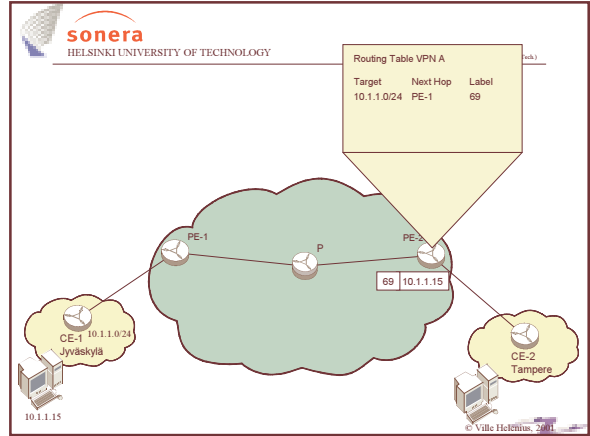 sonera
HELSINKI UNIVERSITY OF TECHNOLOGY
Tech.)
Routing Table VPN A
Target Next Hop Label
10.1.1.0/24 PE-1 69
PE-1
P
PE-2
69 10.1.1.15
CE-1 10.1.1.0/24
Jyväskylä
CE-2
Tampere
10.1.1.15
© Ville Helenius, 2001